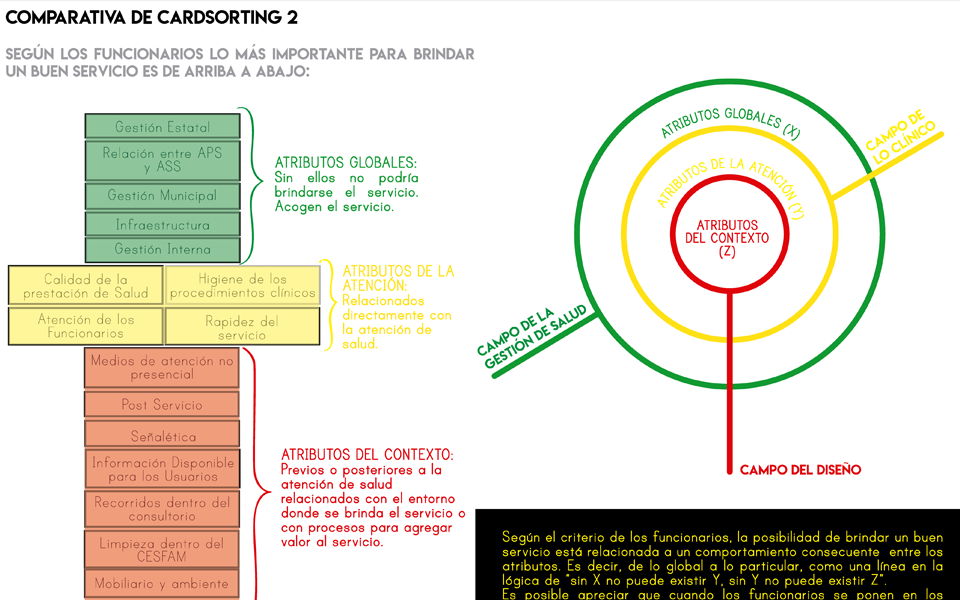 COMPARATIVA DE CARDSORTING 2
SEGÚN LOS FUNCIONARIOS LO MÁS IMPORTANTE PARA BRINDAR
UN BUEN SERVICIO ES DE ARRIBA A ABAJO:
Gestión Estatal
Relación entre APS
y ASS
Gestión Municipal
Infraestructura
Gestión Interna
ATRIBUTOS GLOBALES:
Sin ellos no podría
brindarse el servicio.
Acogen el servicio.
Calidad de la
prestación de Salud
Higiene de los
procedimientos clínicos
Atención de los
Funcionarios
Rapidez del
servicio
ATRIBUTOS DE LA
ATENCIÓN:
Relacionados
directamente con
la atención de
salud.
Medios de atención no
presencial
Post Servicio
Señalética
Información Disponible
para los Usuarios
Recorridos dentro del
consultorio
Limpieza dentro del
CESFAM
Mobiliario y ambiente
ATRIBUTOS DEL CONTEXTO:
Previos o posteriores a la
atención de salud
relacionados con el entorno
donde se brinda el servicio o
con procesos para agregar
valor al servicio.
ATRIBUTOS GLOBALES (X)
ATRIBUTOS DE LA ATENCIÓN (Y)
ATRIBUTOS
DEL CONTEXTO
(Z)
CAMPO DE
LO CLÍNICO
CAMPO DE LA
GESTIÓN DE SALUD
CAMPO DEL DISEÑO
Según el criterio de los funcionarios, la posibilidad de brindar un buen
servicio está relacionada a un comportamiento consecuente entre los
atributos. Es decir, de lo global a lo particular, como una línea en la
lógica de "sin X no puede existir Y, sin Y no puede existir Z".
Es posible apreciar que cuando los funcionarios se ponen en los